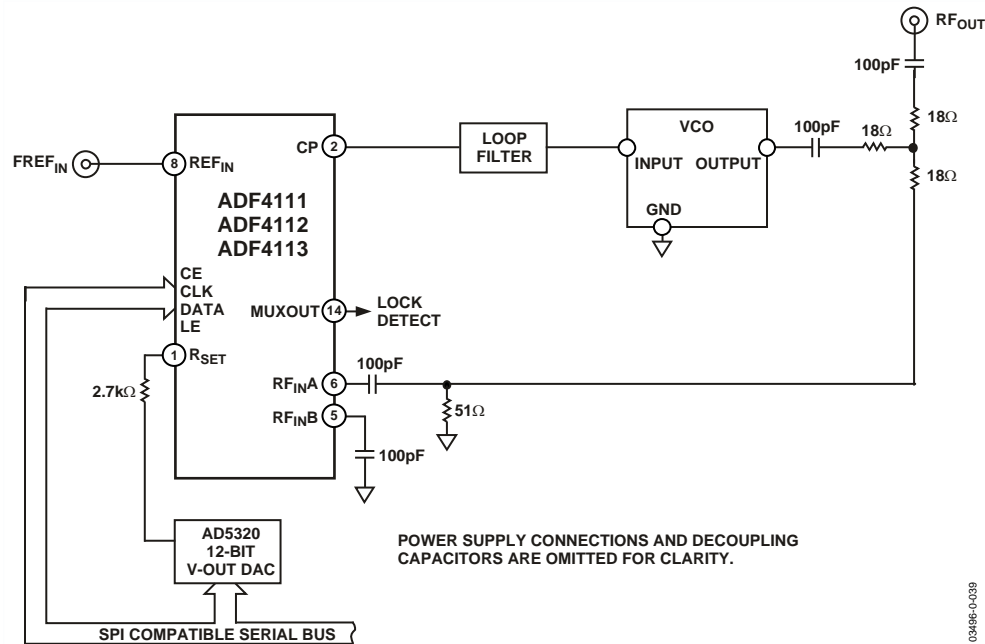 RFOUT
100pF
18Ω
100pF
18Ω
18Ω
VCO
INPUT OUTPUT
GND
LOOP
FILTER
CP 2
FREFIN
8 REFIN
ADF4111
ADF4112
ADF4113
CE
CLK
DATA
LE
MUXOUT 14
LOCK
DETECT
1 RSET
2.7kΩ
100pF
RFINA 6
51Ω
RFINB 5
100pF
AD5320
12-BIT
V-OUT DAC
SPI COMPATIBLE SERIAL BUS
POWER SUPPLY CONNECTIONS AND DECOUPLING
CAPACITORS ARE OMITTED FOR CLARITY.
03496-0-039